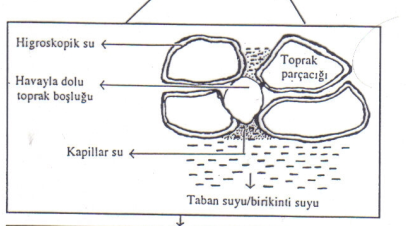 Higroskopik su
Toprak
parçacığı
Havayla dolu
toprak boşluğu
Kapillar su
Taban suyu/birikinti suyu